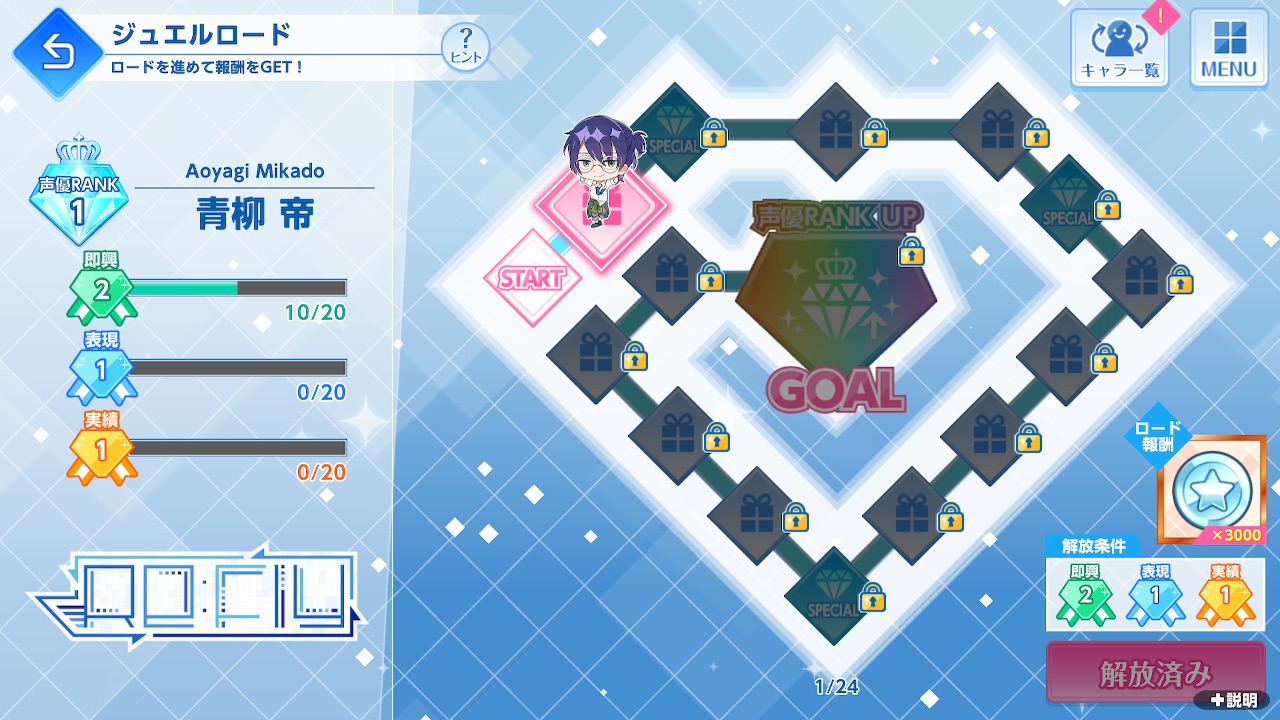 ジュエルロード
ロードを進めて報酬をGET！
?
ヒント
!
キャラ一覧
MENU
声優RANK
1
Aoyagi Mikado
青柳 帝
即興
2
10/20
表現
1
0/20
実績
1
0/20
START
SPECIAL
SPECIAL
SPECIAL
声優RANK UP
GOAL
1/24
ロード
報酬
×3000
解放条件
即興
2
表現
1
実績
1
解放済み
+説明